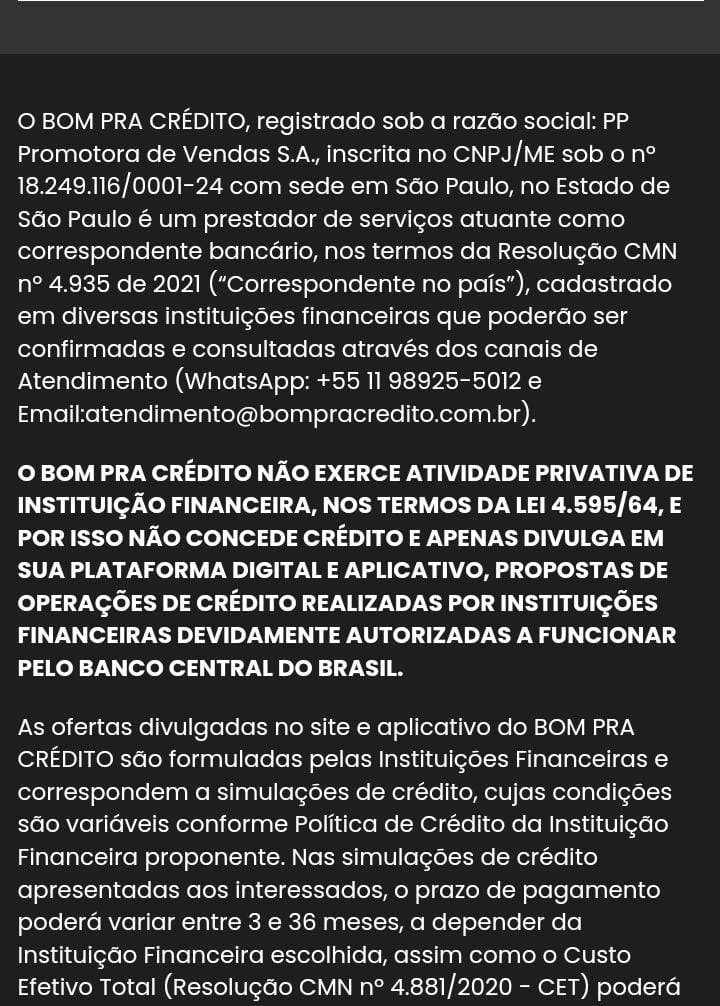 O BOM PRA CRÉDITO, registrado sob a razão social: PP
Promotora de Vendas S.A., inscrita no CNPJ/ME sob o nº
18.249.116/0001-24 com sede em São Paulo, no Estado de
São Paulo é um prestador de serviços atuante como
correspondente bancário, nos termos da Resolução CMN
nº 4.935 de 2021 (“Correspondente no país”), cadastrado
em diversas instituições financeiras que poderão ser
confirmadas e consultadas através dos canais de
Atendimento (WhatsApp: +55 11 98925-5012 e
Email:atendimento@bompracredito.com.br).
O BOM PRA CRÉDITO NÃO EXERCE ATIVIDADE PRIVATIVA DE
INSTITUIÇÃO FINANCEIRA, NOS TERMOS DA LEI 4.595/64, E
POR ISSO NÃO CONCEDE CRÉDITO E APENAS DIVULGA EM
SUA PLATAFORMA DIGITAL E APLICATIVO, PROPOSTAS DE
OPERAÇÕES DE CRÉDITO REALIZADAS POR INSTITUIÇÕES
FINANCEIRAS DEVIDAMENTE AUTORIZADAS A FUNCIONAR
PELO BANCO CENTRAL DO BRASIL.
As ofertas divulgadas no site e aplicativo do BOM PRA
CRÉDITO são formuladas pelas Instituições Financeiras e
correspondem a simulações de crédito, cujas condições
são variáveis conforme Política de Crédito da Instituição
Financeira proponente. Nas simulações de crédito
apresentadas aos interessados, o prazo de pagamento
poderá variar entre 3 e 36 meses, a depender da
Instituição Financeira escolhida, assim como o Custo
Efetivo Total (Resolução CMN nº 4.881/2020 - CET) poderá